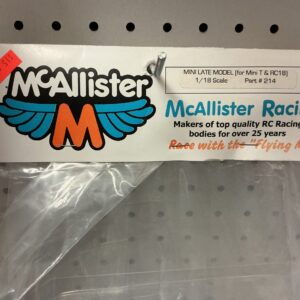 McAllister
M
MINI LATE MODEL [for Mini T & RC18]
1/18 Scale Part # 214
McAllister Racin
Makers of top quality RC Racing
bodies for over 25 years
Race with the "Flying M